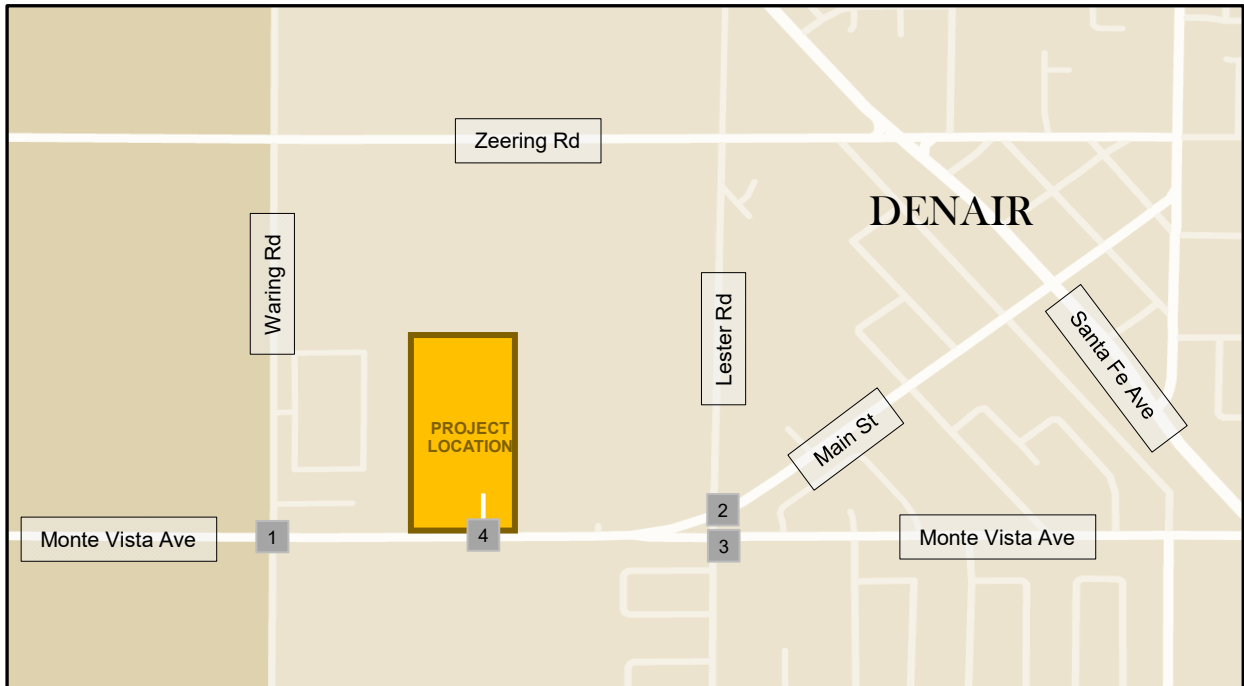 Zeering Rd
DENAIR
Waring Rd
Lester Rd
Santa Fe Ave
Main St
PROJECT
LOCATION
Monte Vista Ave
1
4
2
3
Monte Vista Ave